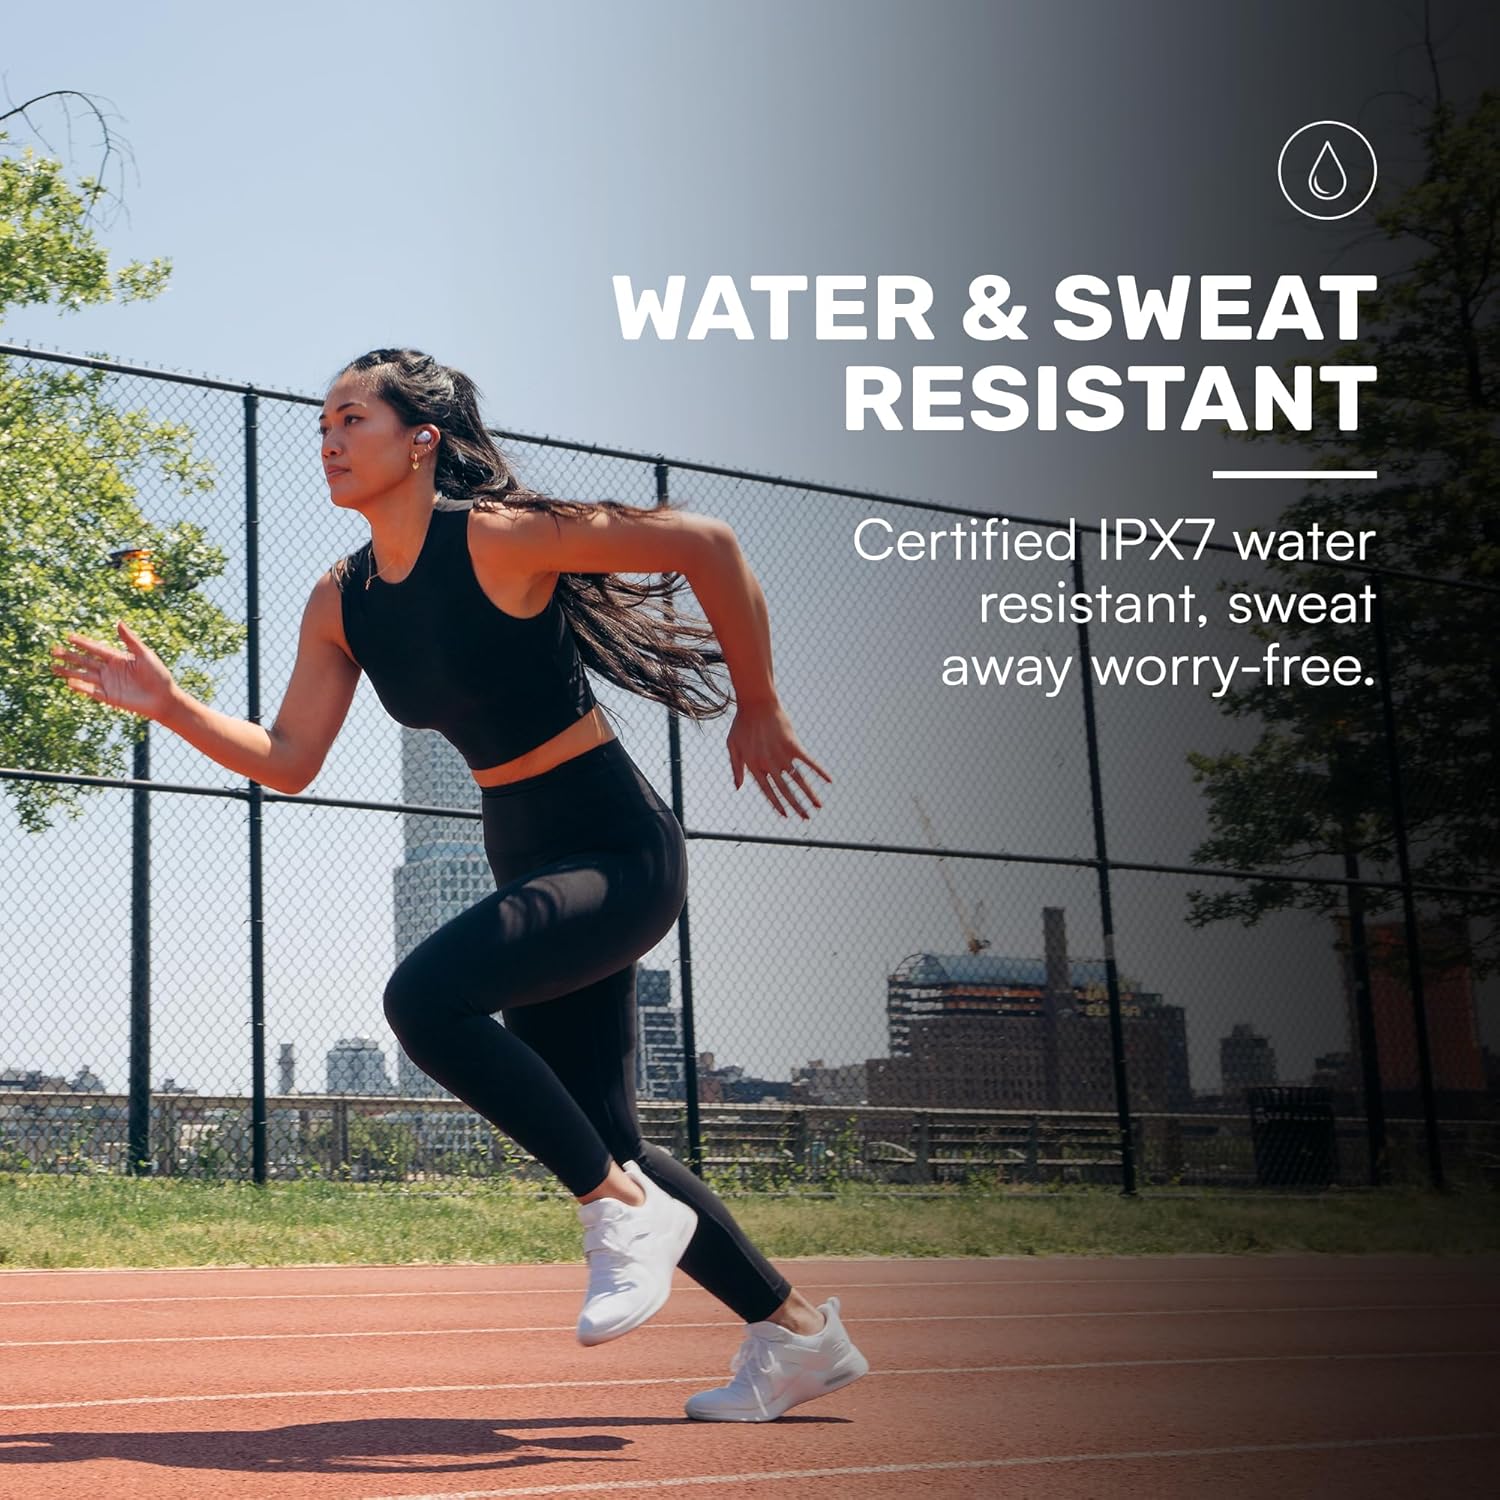 WATER & SWEAT
RESISTANT
Certified IPX7 water
resistant, sweat
away worry-free.